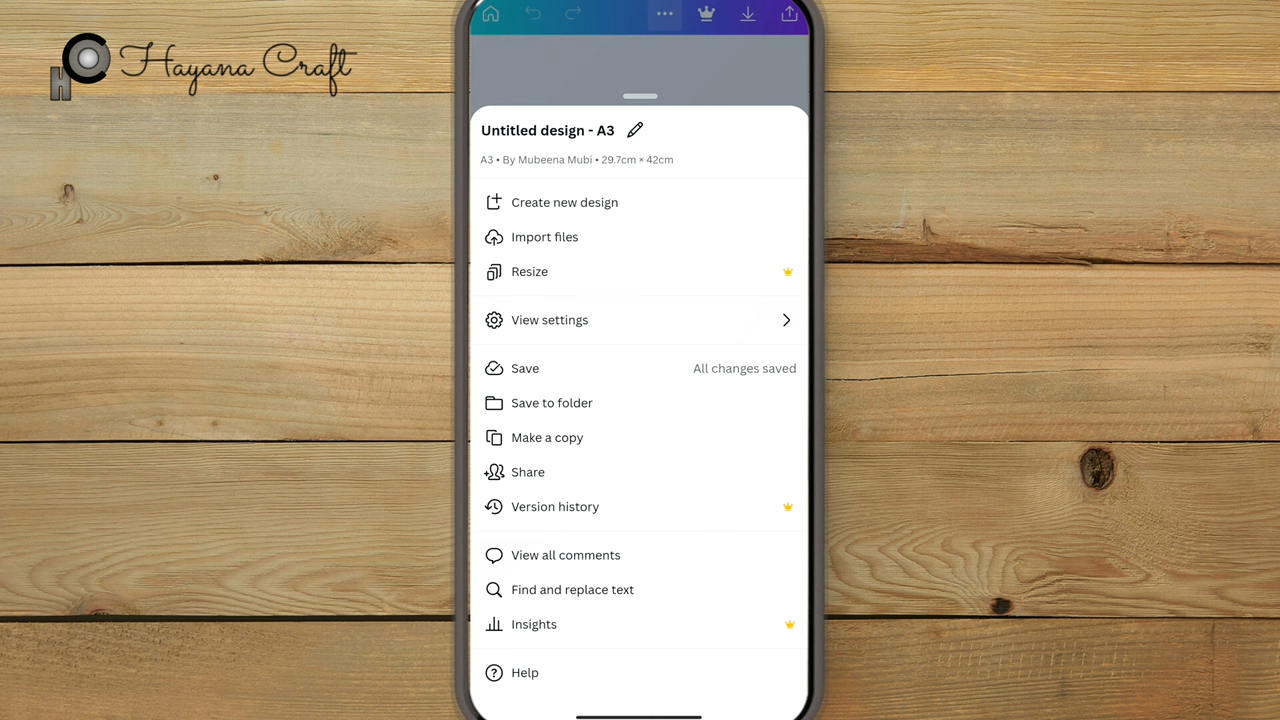 Hayana Craft
HC
Untitled design - A3
A3 • By Mubeena Mubi • 29.7cm × 42cm
Create new design
Import files
Resize
View settings
Save All changes saved
Save to folder
Make a copy
Share
Version history
View all comments
Find and replace text
Insights
Help